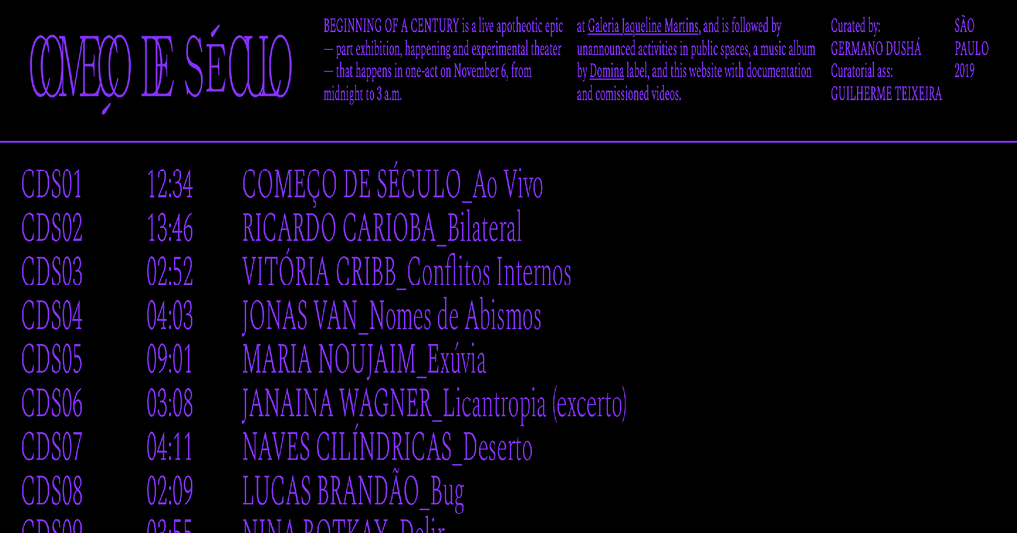 COMEÇO DE SÉCULO
BEGINNING OF A CENTURY is a live apotheotic epic
— part exhibition, happening and experimental theater
— that happens in one-act on November 6, from
midnight to 3 a.m.
at Galeria Jaqueline Martins, and is followed by
unannounced activities in public spaces, a music album
by Domina label, and this website with documentation
and comissioned videos.
Curated by:
GERMANO DUSHÁ
Curatorial ass:
GUILHERME TEIXEIRA
SÃO
PAULO
2019
CDS01 12:34 COMEÇO DE SÉCULO_Ao Vivo
CDS02 13:46 RICARDO CARIOBA_Bilateral
CDS03 02:52 VITÓRIA CRIBB_Conflitos Internos
CDS04 04:03 JONAS VAN_Nomes de Abismos
CDS05 09:01 MARIA NOUJAIM_Exúvia
CDS06 03:08 JANAINA WAGNER_Licantropia (excerto)
CDS07 04:11 NAVES CILÍNDRICAS_Deserto
CDS08 02:09 LUCAS BRANDÃO_Bug
CDS09 03:55 NINA BOTKAY_Delir